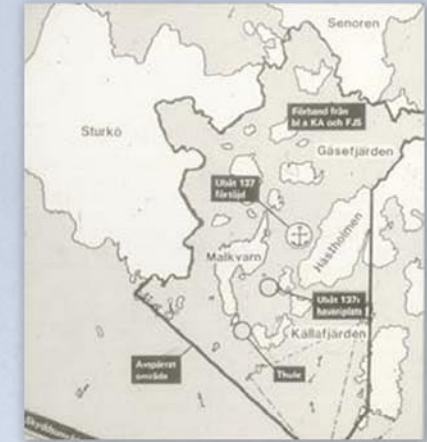 Senoren
Sturkö
Förband från
bl a KA och FJS
Gåsefjärden
Ubåt 137
förtöjd
Hästholmen
Malkvarn
Ubåt 137:s
haveriplats
Källafjärden
Avspärrat
område
Thule